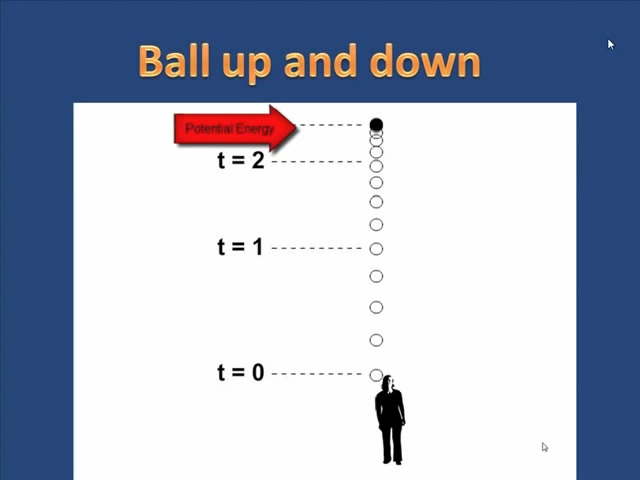 Ball up and down
Potential Energy
t = 2
t = 1
t = 0